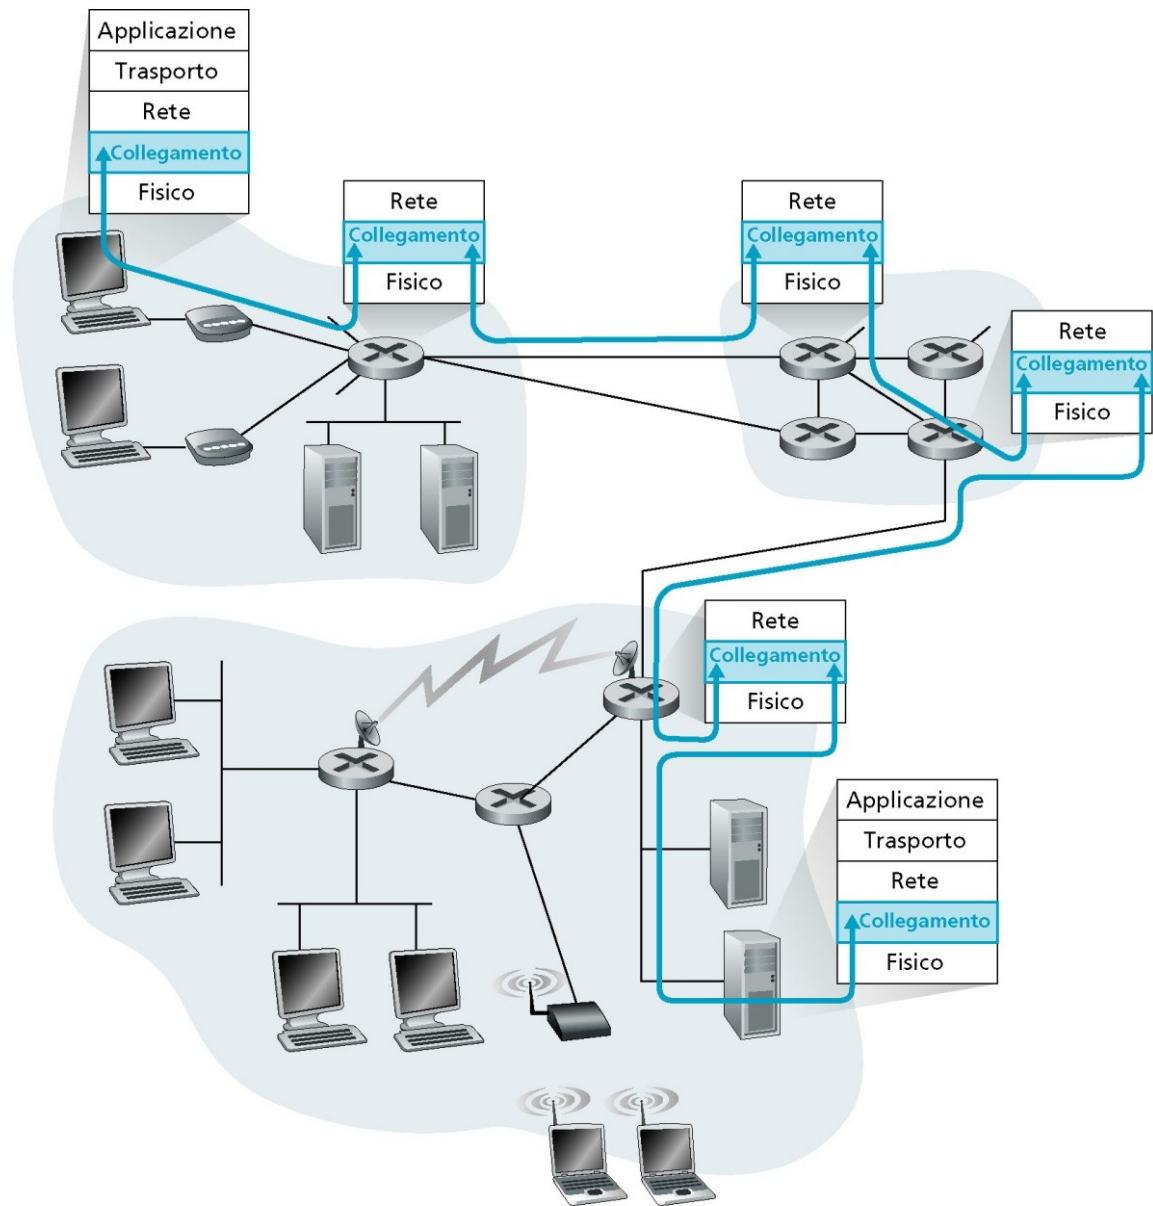 Applicazione
Trasporto
Rete
Collegamento
Fisico
Rete
Collegamento
Fisico
Rete
Collegamento
Fisico
Rete
Collegamento
Fisico
Rete
Collegamento
Fisico
Applicazione
Trasporto
Rete
Collegamento
Fisico